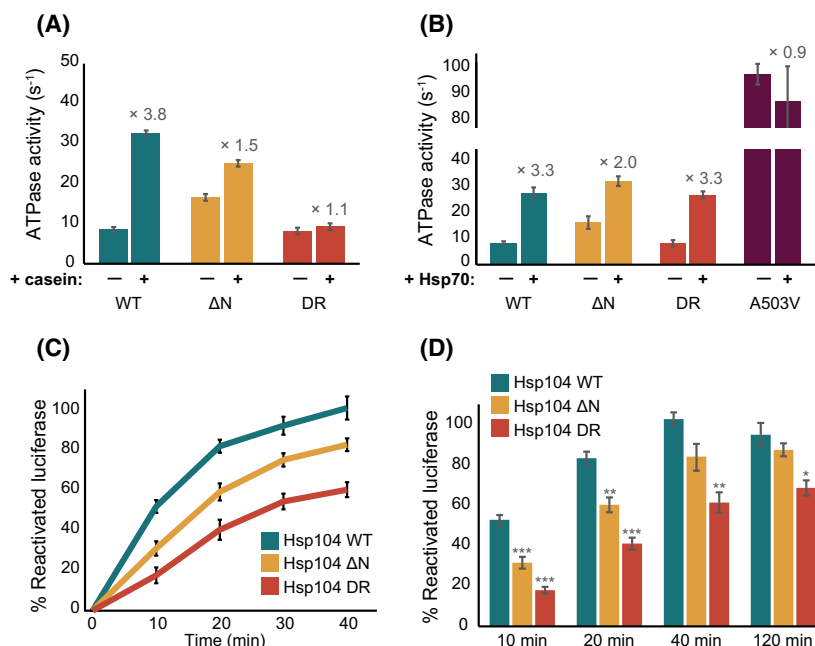 (A)
ATPase activity (s⁻¹)
50
40
30
20
10
0
× 3.8
× 1.5
× 1.1
+ casein: — + — + — +
WT ΔN DR
(B)
ATPase activity (s⁻¹)
100
90
80
40
30
20
10
0
× 3.3
× 2.0
× 3.3
× 0.9
+ Hsp70: — + — + — + — +
WT ΔN DR A503V
(C)
% Reactivated luciferase
100
80
60
40
20
0
Hsp104 WT
Hsp104 ΔN
Hsp104 DR
0 10 20 30 40
Time (min)
(D)
% Reactivated luciferase
100
80
60
40
20
0
Hsp104 WT
Hsp104 ΔN
Hsp104 DR
*** ***
** ***
**
*
10 min 20 min 40 min 120 min